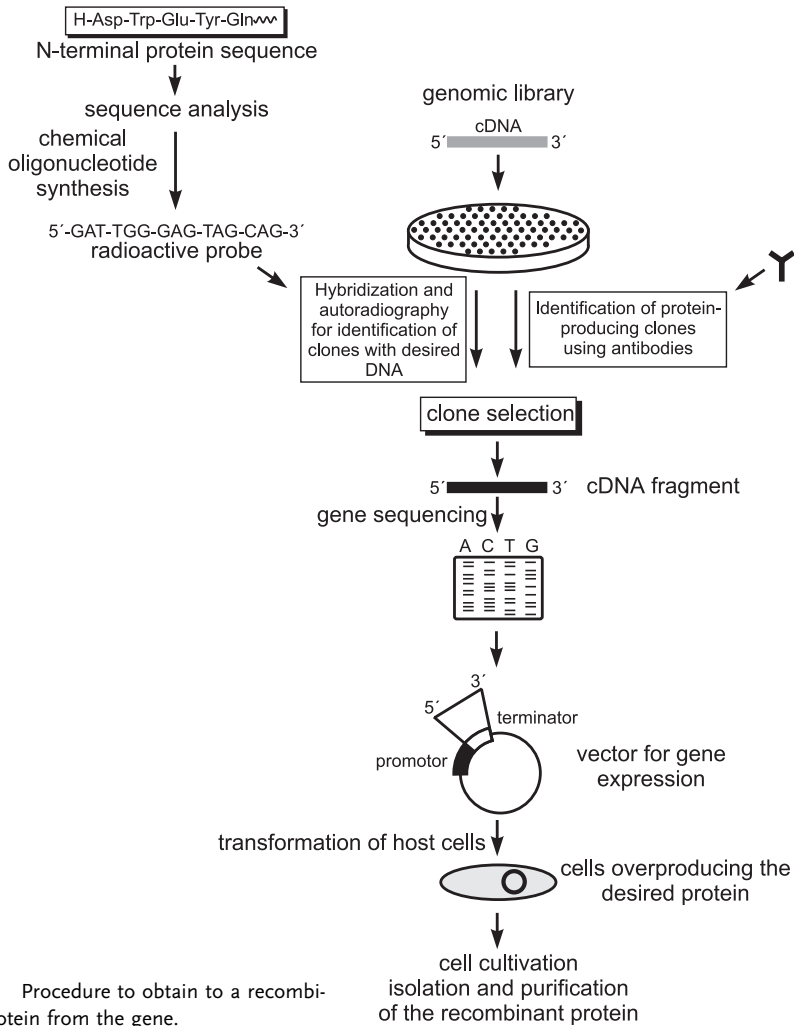 H-Asp-Trp-Glu-Tyr-Gln
N-terminal protein sequence
sequence analysis
chemical
oligonucleotide
synthesis
5´-GAT-TGG-GAG-TAG-CAG-3´
radioactive probe
genomic library
cDNA
5´ 3´
Hybridization and
autoradiography
for identification of
clones with desired
DNA
Identification of protein-
producing clones
using antibodies
clone selection
5´ 3´ cDNA fragment
gene sequencing
A C T G
3´
5´
terminator
promotor
vector for gene
expression
transformation of host cells
cells overproducing the
desired protein
cell cultivation
isolation and purification
of the recombinant protein
Procedure to obtain to a recombi-
otein from the gene.